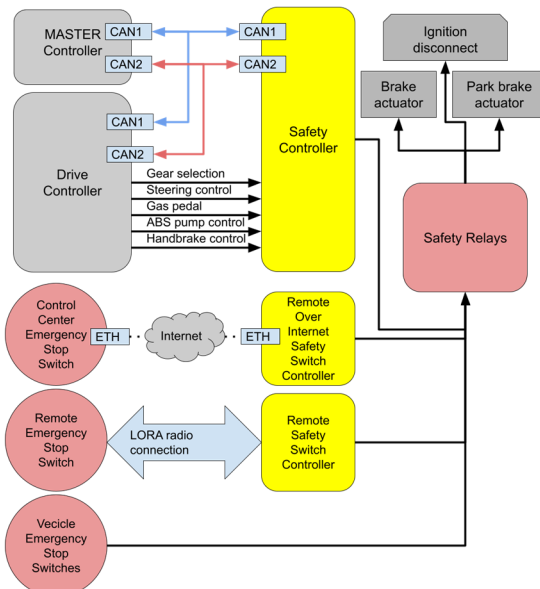 MASTER
Controller
CAN1
CAN2
CAN1
CAN2
Drive
Controller
CAN1
CAN2
Safety
Controller
Gear selection
Steering control
Gas pedal
ABS pump control
Handbrake control
Ignition
disconnect
Brake
actuator
Park brake
actuator
Safety Relays
Control
Center
Emergency
Stop
Switch
ETH
Internet
ETH
Remote
Over
Internet
Safety
Switch
Controller
Remote
Emergency
Stop
Switch
LORA radio
connection
Remote
Safety
Switch
Controller
Vecicle
Emergency
Stop
Switches